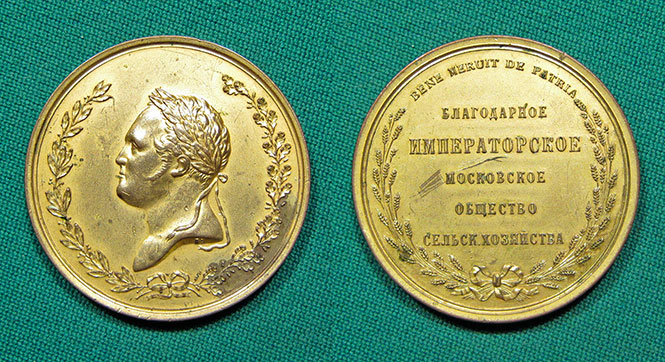 BENE MERUIT DE PATRIA
БЛАГОДАРНОЕ
ИМПЕРАТОРСКОЕ
МОСКОВСКОЕ
ОБЩЕСТВО
СЕЛЬСК. ХОЗЯЙСТВА